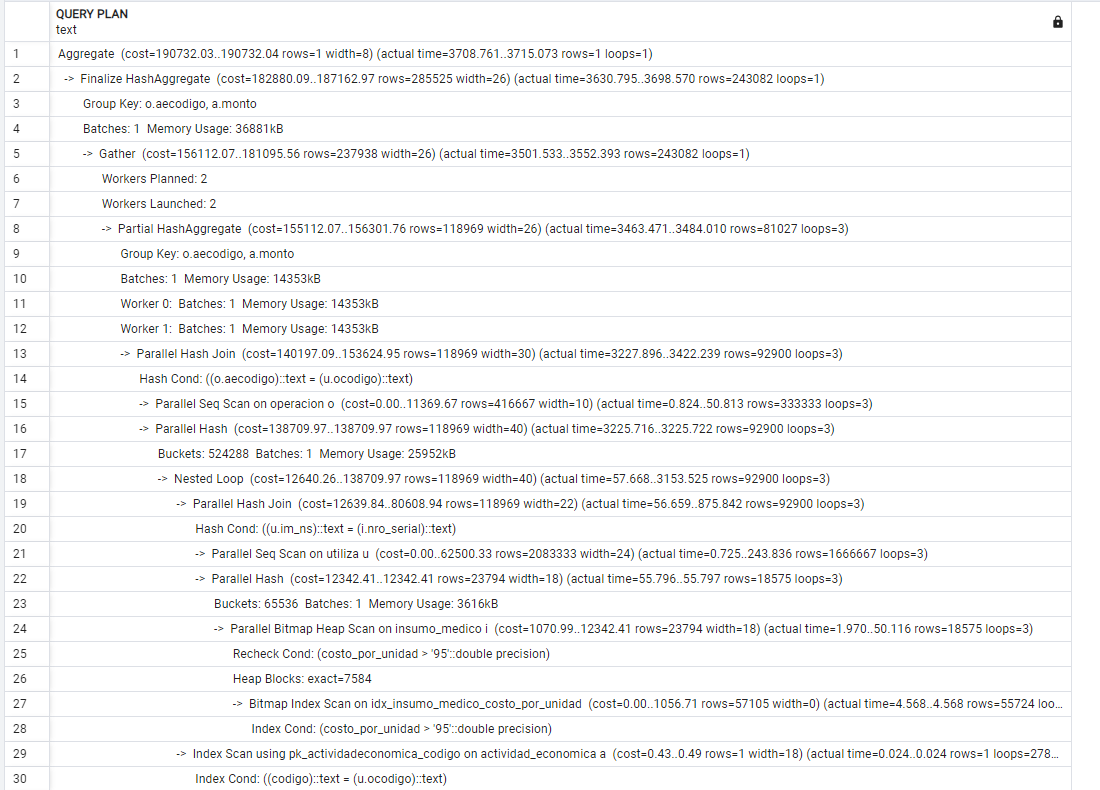 QUERY PLAN
text
1 Aggregate (cost=190732.03..190732.04 rows=1 width=8) (actual time=3708.761..3715.073 rows=1 loops=1)
2 -> Finalize HashAggregate (cost=182880.09..187162.97 rows=285525 width=26) (actual time=3630.795..3698.570 rows=243082 loops=1)
3 Group Key: o.aecodigo, a.monto
4 Batches: 1 Memory Usage: 36881kB
5 -> Gather (cost=156112.07..181095.56 rows=237938 width=26) (actual time=3501.533..3552.393 rows=243082 loops=1)
6 Workers Planned: 2
7 Workers Launched: 2
8 -> Partial HashAggregate (cost=155112.07..156301.76 rows=118969 width=26) (actual time=3463.471..3484.010 rows=81027 loops=3)
9 Group Key: o.aecodigo, a.monto
10 Batches: 1 Memory Usage: 14353kB
11 Worker 0: Batches: 1 Memory Usage: 14353kB
12 Worker 1: Batches: 1 Memory Usage: 14353kB
13 -> Parallel Hash Join (cost=140197.09..153624.95 rows=118969 width=30) (actual time=3227.896..3422.239 rows=92900 loops=3)
14 Hash Cond: ((o.aecodigo)::text = (u.ocodigo)::text)
15 -> Parallel Seq Scan on operacion o (cost=0.00..11369.67 rows=416667 width=10) (actual time=0.824..50.813 rows=333333 loops=3)
16 -> Parallel Hash (cost=138709.97..138709.97 rows=118969 width=40) (actual time=3225.716..3225.722 rows=92900 loops=3)
17 Buckets: 524288 Batches: 1 Memory Usage: 25952kB
18 -> Nested Loop (cost=12640.26..138709.97 rows=118969 width=40) (actual time=57.668..3153.525 rows=92900 loops=3)
19 -> Parallel Hash Join (cost=12639.84..80608.94 rows=118969 width=22) (actual time=56.659..875.842 rows=92900 loops=3)
20 Hash Cond: ((u.im_ns)::text = (i.nro_serial)::text)
21 -> Parallel Seq Scan on utiliza u (cost=0.00..62500.33 rows=2083333 width=24) (actual time=0.725..243.836 rows=1666667 loops=3)
22 -> Parallel Hash (cost=12342.41..12342.41 rows=23794 width=18) (actual time=55.796..55.797 rows=18575 loops=3)
23 Buckets: 65536 Batches: 1 Memory Usage: 3616kB
24 -> Parallel Bitmap Heap Scan on insumo_medico i (cost=1070.99..12342.41 rows=23794 width=18) (actual time=1.970..50.116 rows=18575 loops=3)
25 Recheck Cond: (costo_por_unidad > '95'::double precision)
26 Heap Blocks: exact=7584
27 -> Bitmap Index Scan on idx_insumo_medico_costo_por_unidad (cost=0.00..1056.71 rows=57105 width=0) (actual time=4.568..4.568 rows=55724 loo...
28 Index Cond: (costo_por_unidad > '95'::double precision)
29 -> Index Scan using pk_actividadeconomica_codigo on actividad_economica a (cost=0.43..0.49 rows=1 width=18) (actual time=0.024..0.024 rows=1 loops=278...
30 Index Cond: ((codigo)::text = (u.ocodigo)::text)